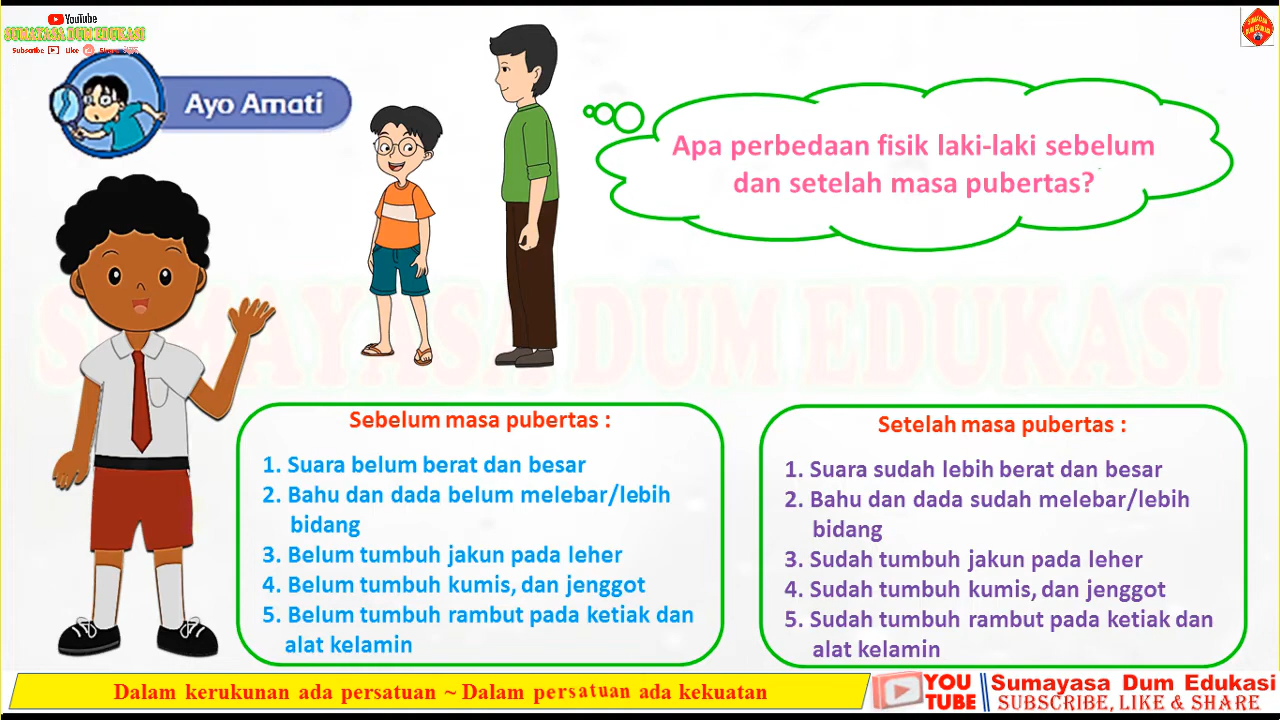 YouTube
SUMAYASA DUM EDUKASI
Subscribe Like Share
Ayo Amati
Apa perbedaan fisik laki-laki sebelum
dan setelah masa pubertas?
SUMAYASA DUM EDUKASI
Sebelum masa pubertas :
1. Suara belum berat dan besar
2. Bahu dan dada belum melebar/lebih
bidang
3. Belum tumbuh jakun pada leher
4. Belum tumbuh kumis, dan jenggot
5. Belum tumbuh rambut pada ketiak dan
alat kelamin
Setelah masa pubertas :
1. Suara sudah lebih berat dan besar
2. Bahu dan dada sudah melebar/lebih
bidang
3. Sudah tumbuh jakun pada leher
4. Sudah tumbuh kumis, dan jenggot
5. Sudah tumbuh rambut pada ketiak dan
alat kelamin
Dalam kerukunan ada persatuan ~ Dalam persatuan ada kekuatan
YOU
TUBE
Sumayasa Dum Edukasi
SUBSCRIBE, LIKE & SHARE